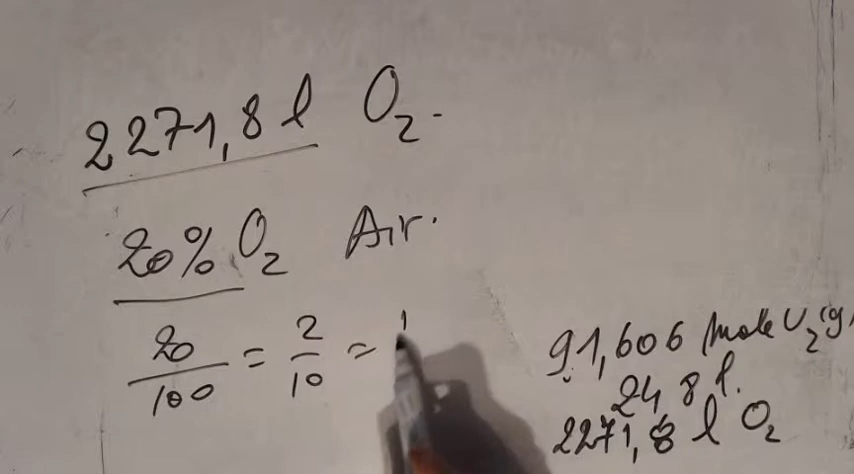 2271,8 l O₂.
20% O₂ Air.
20/100 = 2/10 = 1
91,606 mole O₂(g)
24,8 l.
2271,8 l O₂